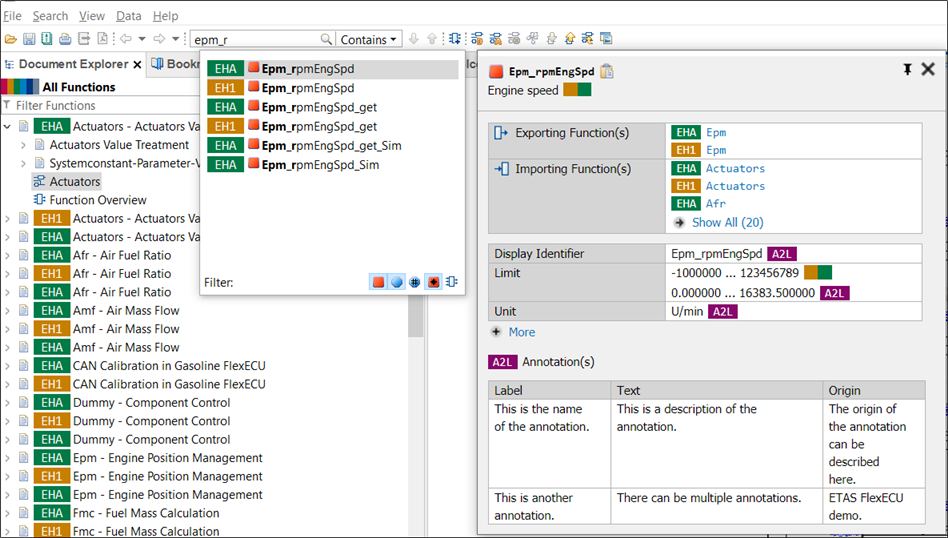 File Search View Data Help
epm_r Contains
Document Explorer Bookr
All Functions
Filter Functions
EHA Actuators - Actuators Va
Actuators Value Treatment
Systemconstant-Parameter-V
Actuators
Function Overview
EH1 Actuators - Actuators Va
EHA Actuators - Actuators Va
EHA Afr - Air Fuel Ratio
EH1 Afr - Air Fuel Ratio
EHA Afr - Air Fuel Ratio
EHA Amf - Air Mass Flow
EH1 Amf - Air Mass Flow
EHA Amf - Air Mass Flow
EHA CAN Calibration in Gasoline FlexECU
EH1 CAN Calibration in Gasoline FlexECU
EHA Dummy - Component Control
EH1 Dummy - Component Control
EHA Dummy - Component Control
EHA Epm - Engine Position Management
EH1 Epm - Engine Position Management
EHA Epm - Engine Position Management
EHA Fmc - Fuel Mass Calculation
EH1 Fmc - Fuel Mass Calculation
EHA Epm_rpmEngSpd
EH1 Epm_rpmEngSpd
EHA Epm_rpmEngSpd_get
EH1 Epm_rpmEngSpd_get
EHA Epm_rpmEngSpd_get_Sim
EHA Epm_rpmEngSpd_Sim
Filter:
Epm_rpmEngSpd
Engine speed
Exporting Function(s) EHA Epm
EH1 Epm
Importing Function(s) EHA Actuators
EH1 Actuators
EHA Afr
Show All (20)
Display Identifier Epm_rpmEngSpd A2L
Limit -1000000 ... 123456789
0.000000 ... 16383.500000 A2L
Unit U/min A2L
More
A2L Annotation(s)
Label Text Origin
This is the name This is a description of the The origin of
of the annotation. annotation. the annotation
can be
described
here.
This is another There can be multiple annotations. ETAS FlexECU
annotation. demo.